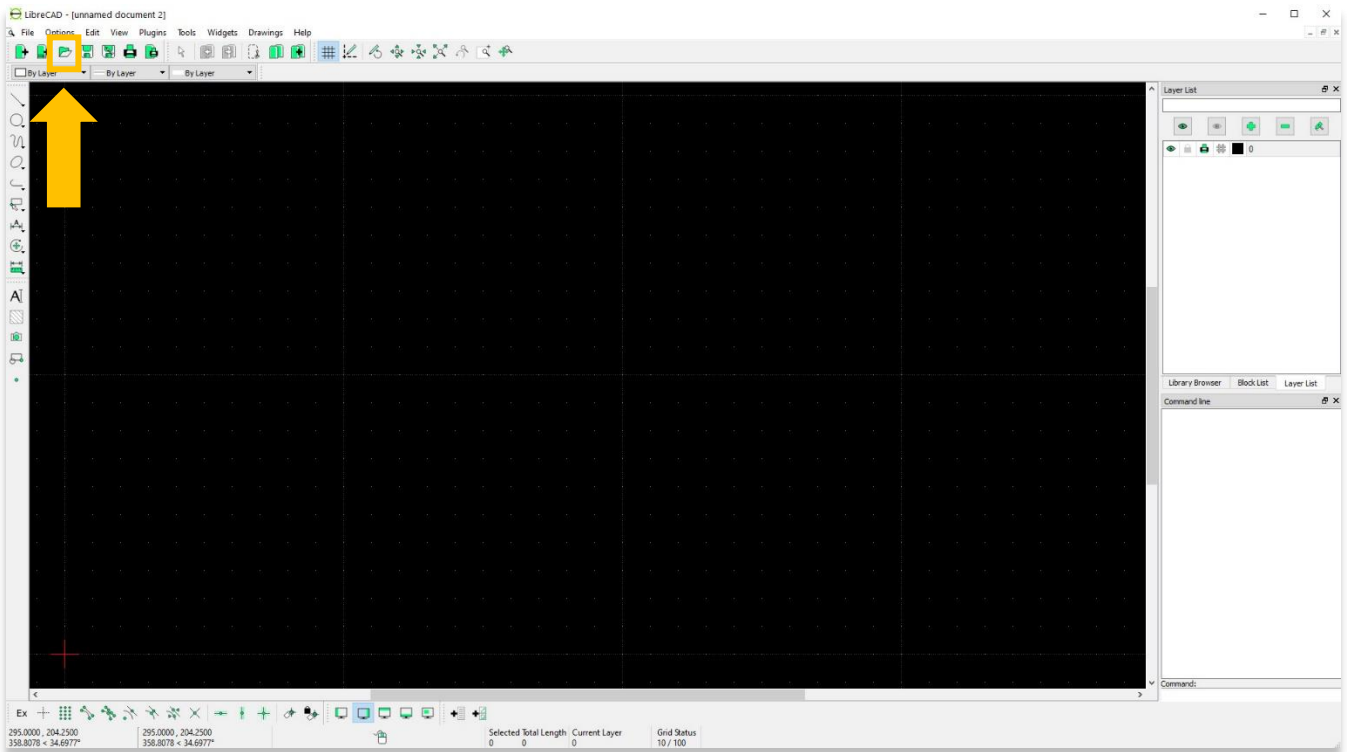 LibreCAD - [unnamed document 2]
File Options Edit View Plugins Tools Widgets Drawings Help
By Layer By Layer By Layer
Layer List
0
A
Library Browser Block List Layer List
Command line
Command:
Ex
295.0000 , 204.2500 295.0000 , 204.2500 Selected Total Length Current Layer Grid Status
358.8078 < 34.6977° 358.8078 < 34.6977° 0 0 0 10 / 100